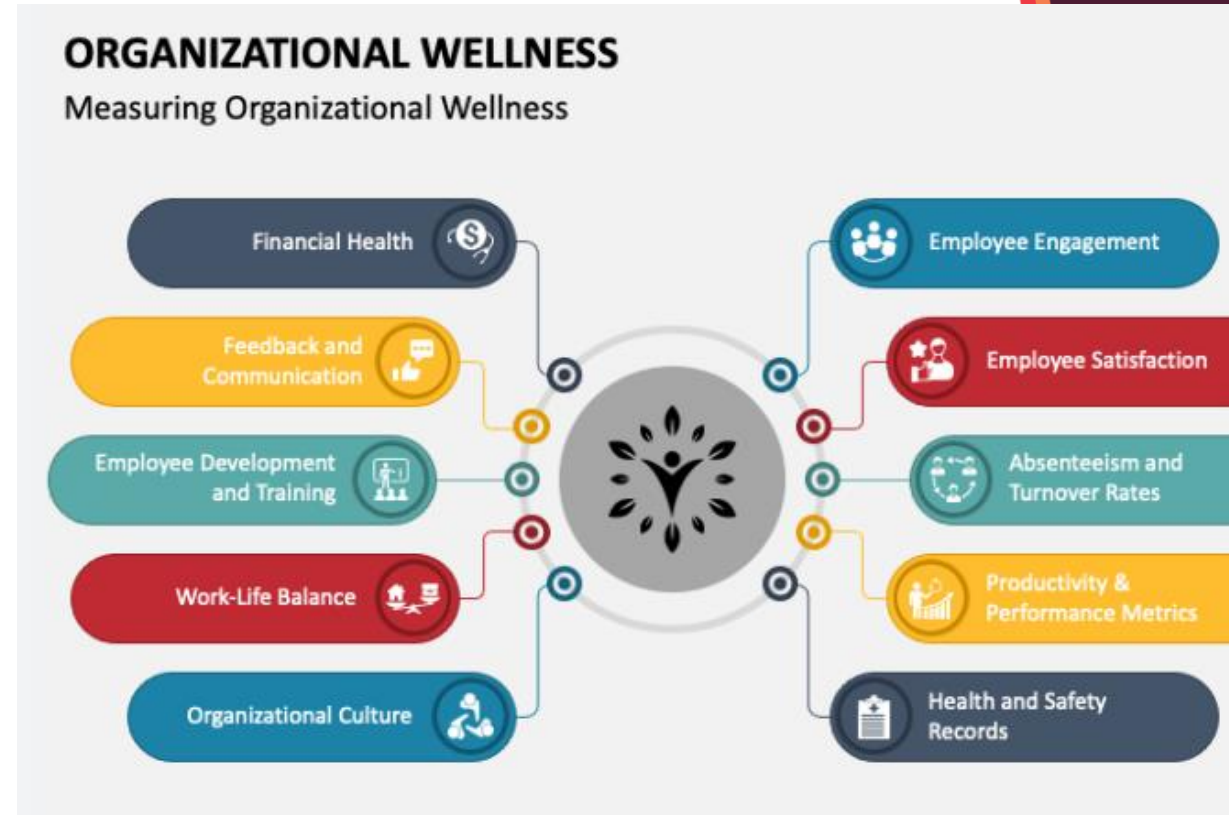 ORGANIZATIONAL WELLNESS
Measuring Organizational Wellness
Financial Health
Feedback and
Communication
Employee Development
and Training
Work-Life Balance
Organizational Culture
Employee Engagement
Employee Satisfaction
Absenteeism and
Turnover Rates
Productivity &
Performance Metrics
Health and Safety
Records